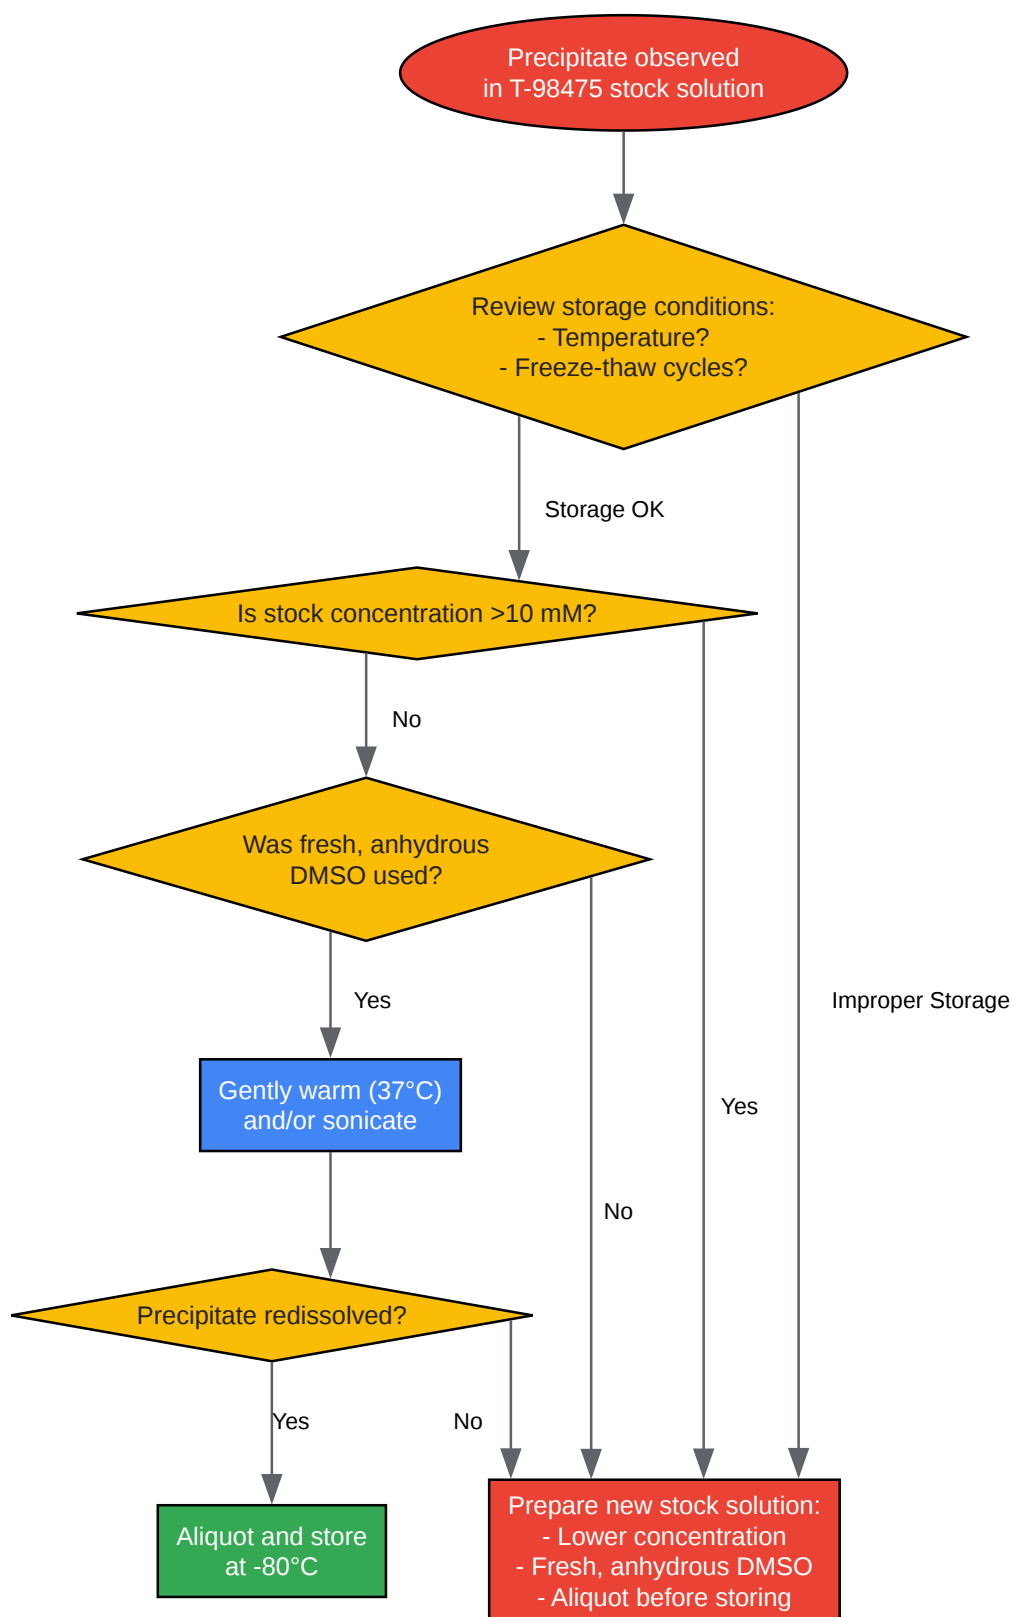 Precipitate observed
in T-98475 stock solution
Review storage conditions:
- Temperature?
- Freeze-thaw cycles?
Storage OK
Is stock concentration >10 mM?
No
Was fresh, anhydrous
DMSO used?
Yes
Improper Storage
Gently warm (37°C)
and/or sonicate
Yes
No
Precipitate redissolved?
Yes
No
Aliquot and store
at -80°C
Prepare new stock solution:
- Lower concentration
- Fresh, anhydrous DMSO
- Aliquot before storing